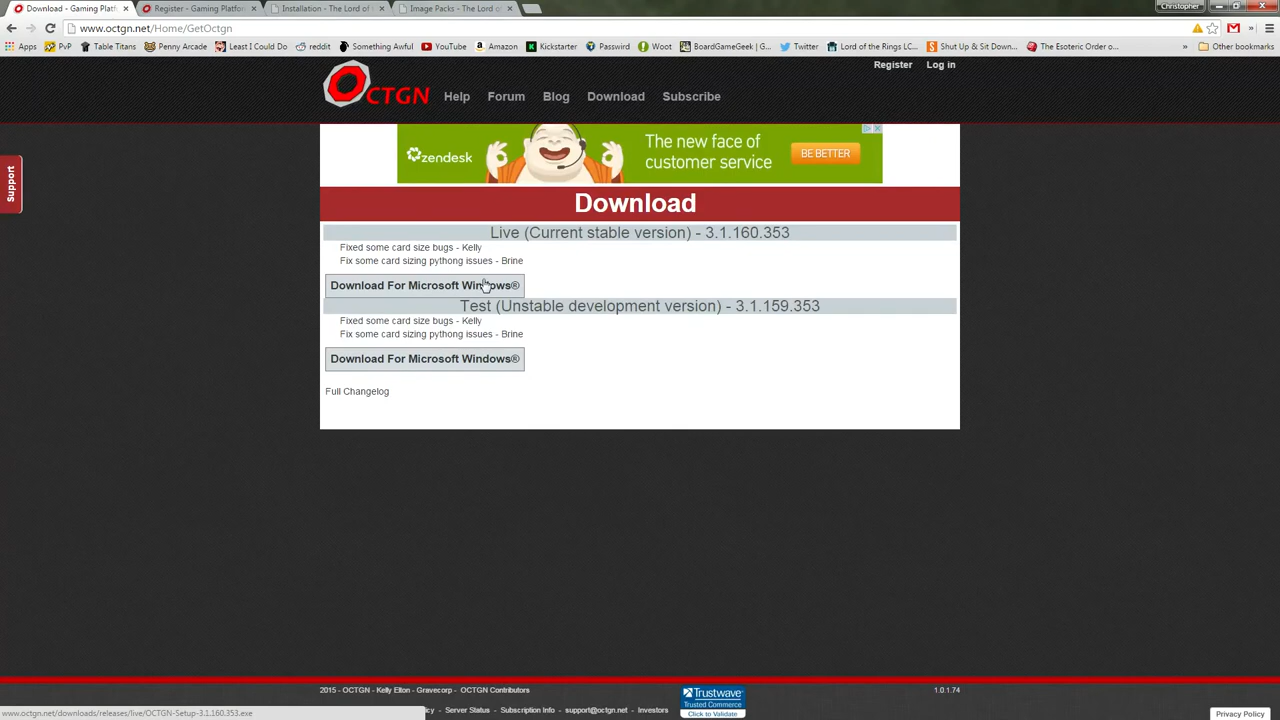 Download - Gaming Platf
Register - Gaming Platfo
Installation - The Lord of
Image Packs - The Lord o
Christopher
www.octgn.net/Home/GetOctgn
Apps
PvP
Table Titans
Penny Arcade
Least I Could Do
reddit
Something Awful
YouTube
Amazon
Kickstarter
Passwird
Woot
BoardGameGeek | G...
Twitter
Lord of the Rings LC...
Shut Up & Sit Down...
The Esoteric Order o...
»
Other bookmarks
Register
Log in
OCTGN
Help
Forum
Blog
Download
Subscribe
Support
zendesk
The new face of
customer service
BE BETTER
Download
Live (Current stable version) - 3.1.160.353
Fixed some card size bugs - Kelly
Fix some card sizing pythong issues - Brine
Download For Microsoft Windows®
Test (Unstable development version) - 3.1.159.353
Fixed some card size bugs - Kelly
Fix some card sizing pythong issues - Brine
Download For Microsoft Windows®
Full Changelog
2015 - OCTGN - Kelly Elton - Gravecorp - OCTGN Contributors
Trustwave
Trusted Commerce
Click to Validate
1.0.1.74
Server Status - Subscription Info - support@octgn.net - Investors
www.octgn.net/downloads/releases/live/OCTGN-Setup-3.1.160.353.exe
Privacy Policy